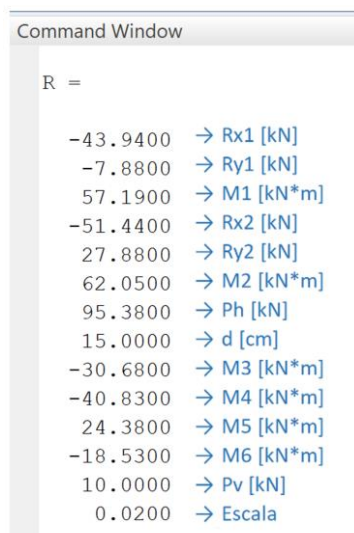 Command Window
R =
-43.9400 → Rx1 [kN]
-7.8800 → Ry1 [kN]
57.1900 → M1 [kN*m]
-51.4400 → Rx2 [kN]
27.8800 → Ry2 [kN]
62.0500 → M2 [kN*m]
95.3800 → Ph [kN]
15.0000 → d [cm]
-30.6800 → M3 [kN*m]
-40.8300 → M4 [kN*m]
24.3800 → M5 [kN*m]
-18.5300 → M6 [kN*m]
10.0000 → Pv [kN]
0.0200 → Escala